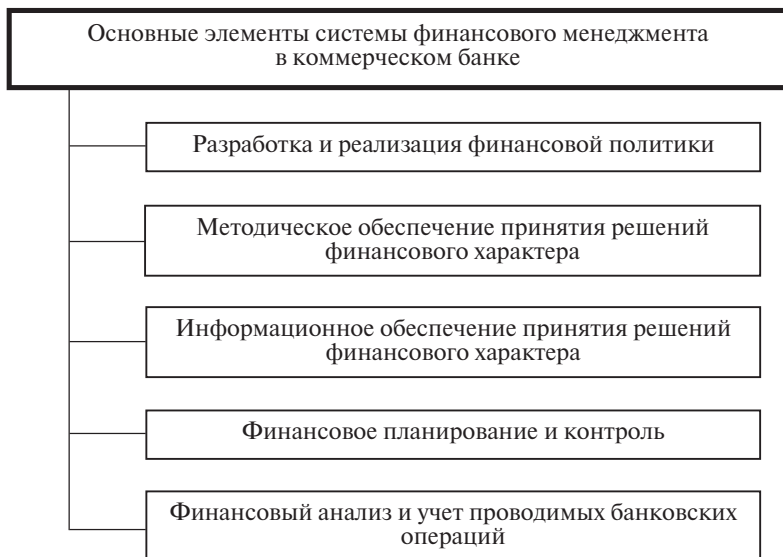 Основные элементы системы финансового менеджмента
в коммерческом банке
Разработка и реализация финансовой политики
Методическое обеспечение принятия решений
финансового характера
Информационное обеспечение принятия решений
финансового характера
Финансовое планирование и контроль
Финансовый анализ и учет проводимых банковских
операций